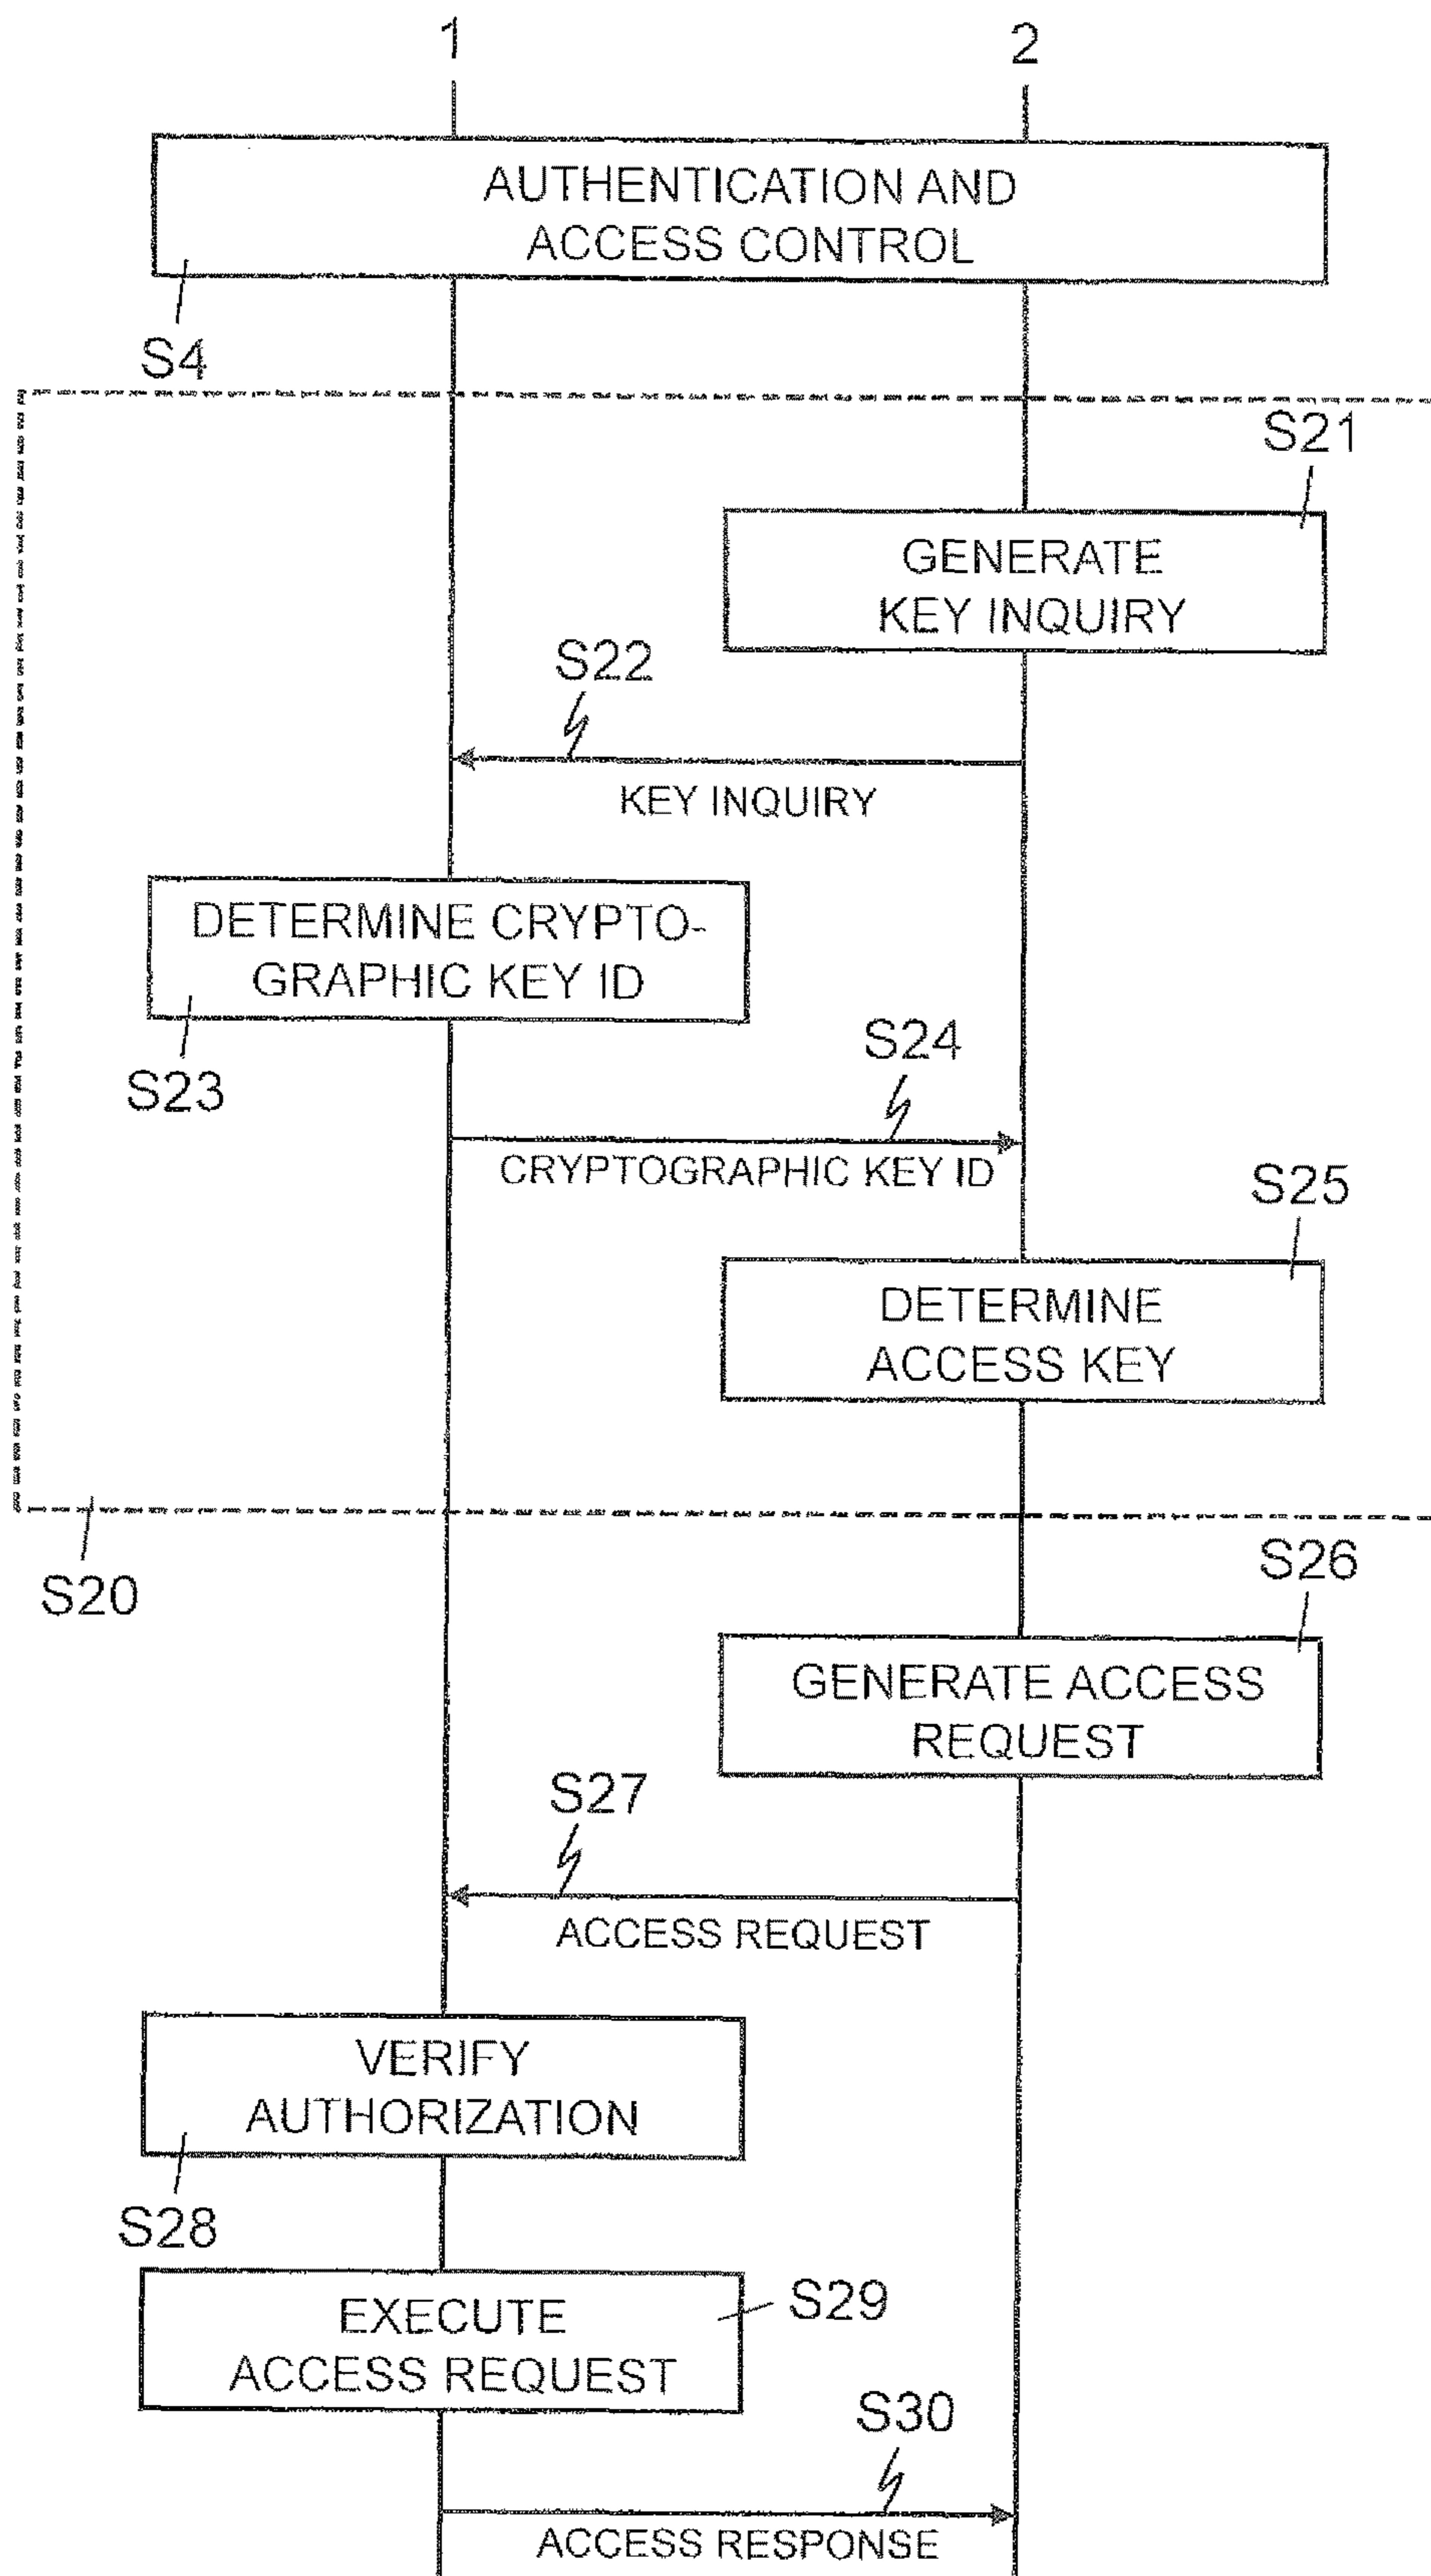 1
2
AUTHENTICATION AND
ACCESS CONTROL
S4
S21
GENERATE
KEY INQUIRY
S22
KEY INQUIRY
DETERMINE CRYPTO-
GRAPHIC KEY ID
S23
S24
CRYPTOGRAPHIC KEY ID
S25
DETERMINE
ACCESS KEY
S20
S26
GENERATE ACCESS
REQUEST
S27
ACCESS REQUEST
VERIFY
AUTHORIZATION
S28
EXECUTE
ACCESS REQUEST
S29
S30
ACCESS RESPONSE